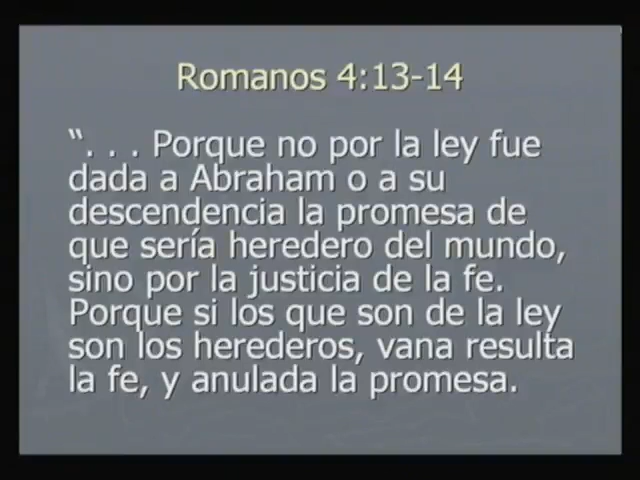 Romanos 4:13-14
“. . . Porque no por la ley fue
dada a Abraham o a su
descendencia la promesa de
que sería heredero del mundo,
sino por la justicia de la fe.
Porque si los que son de la ley
son los herederos, vana resulta
la fe, y anulada la promesa.